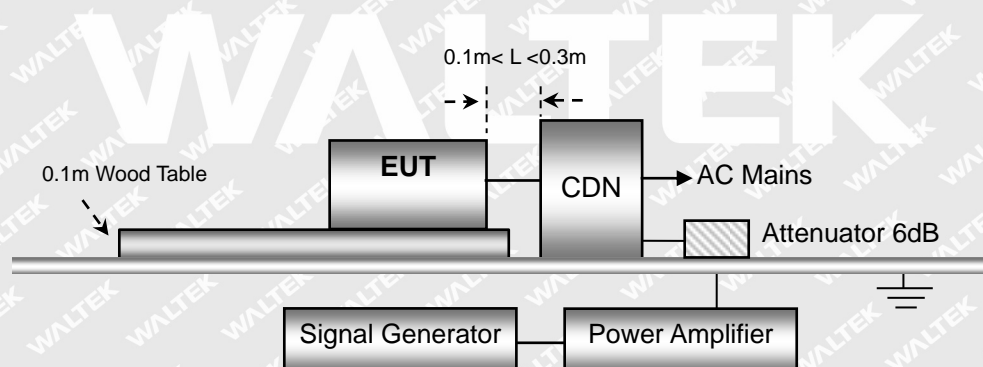 WALTEK
0.1m< L <0.3m
EUT
0.1m Wood Table
CDN
AC Mains
Attenuator 6dB
Signal Generator
Power Amplifier